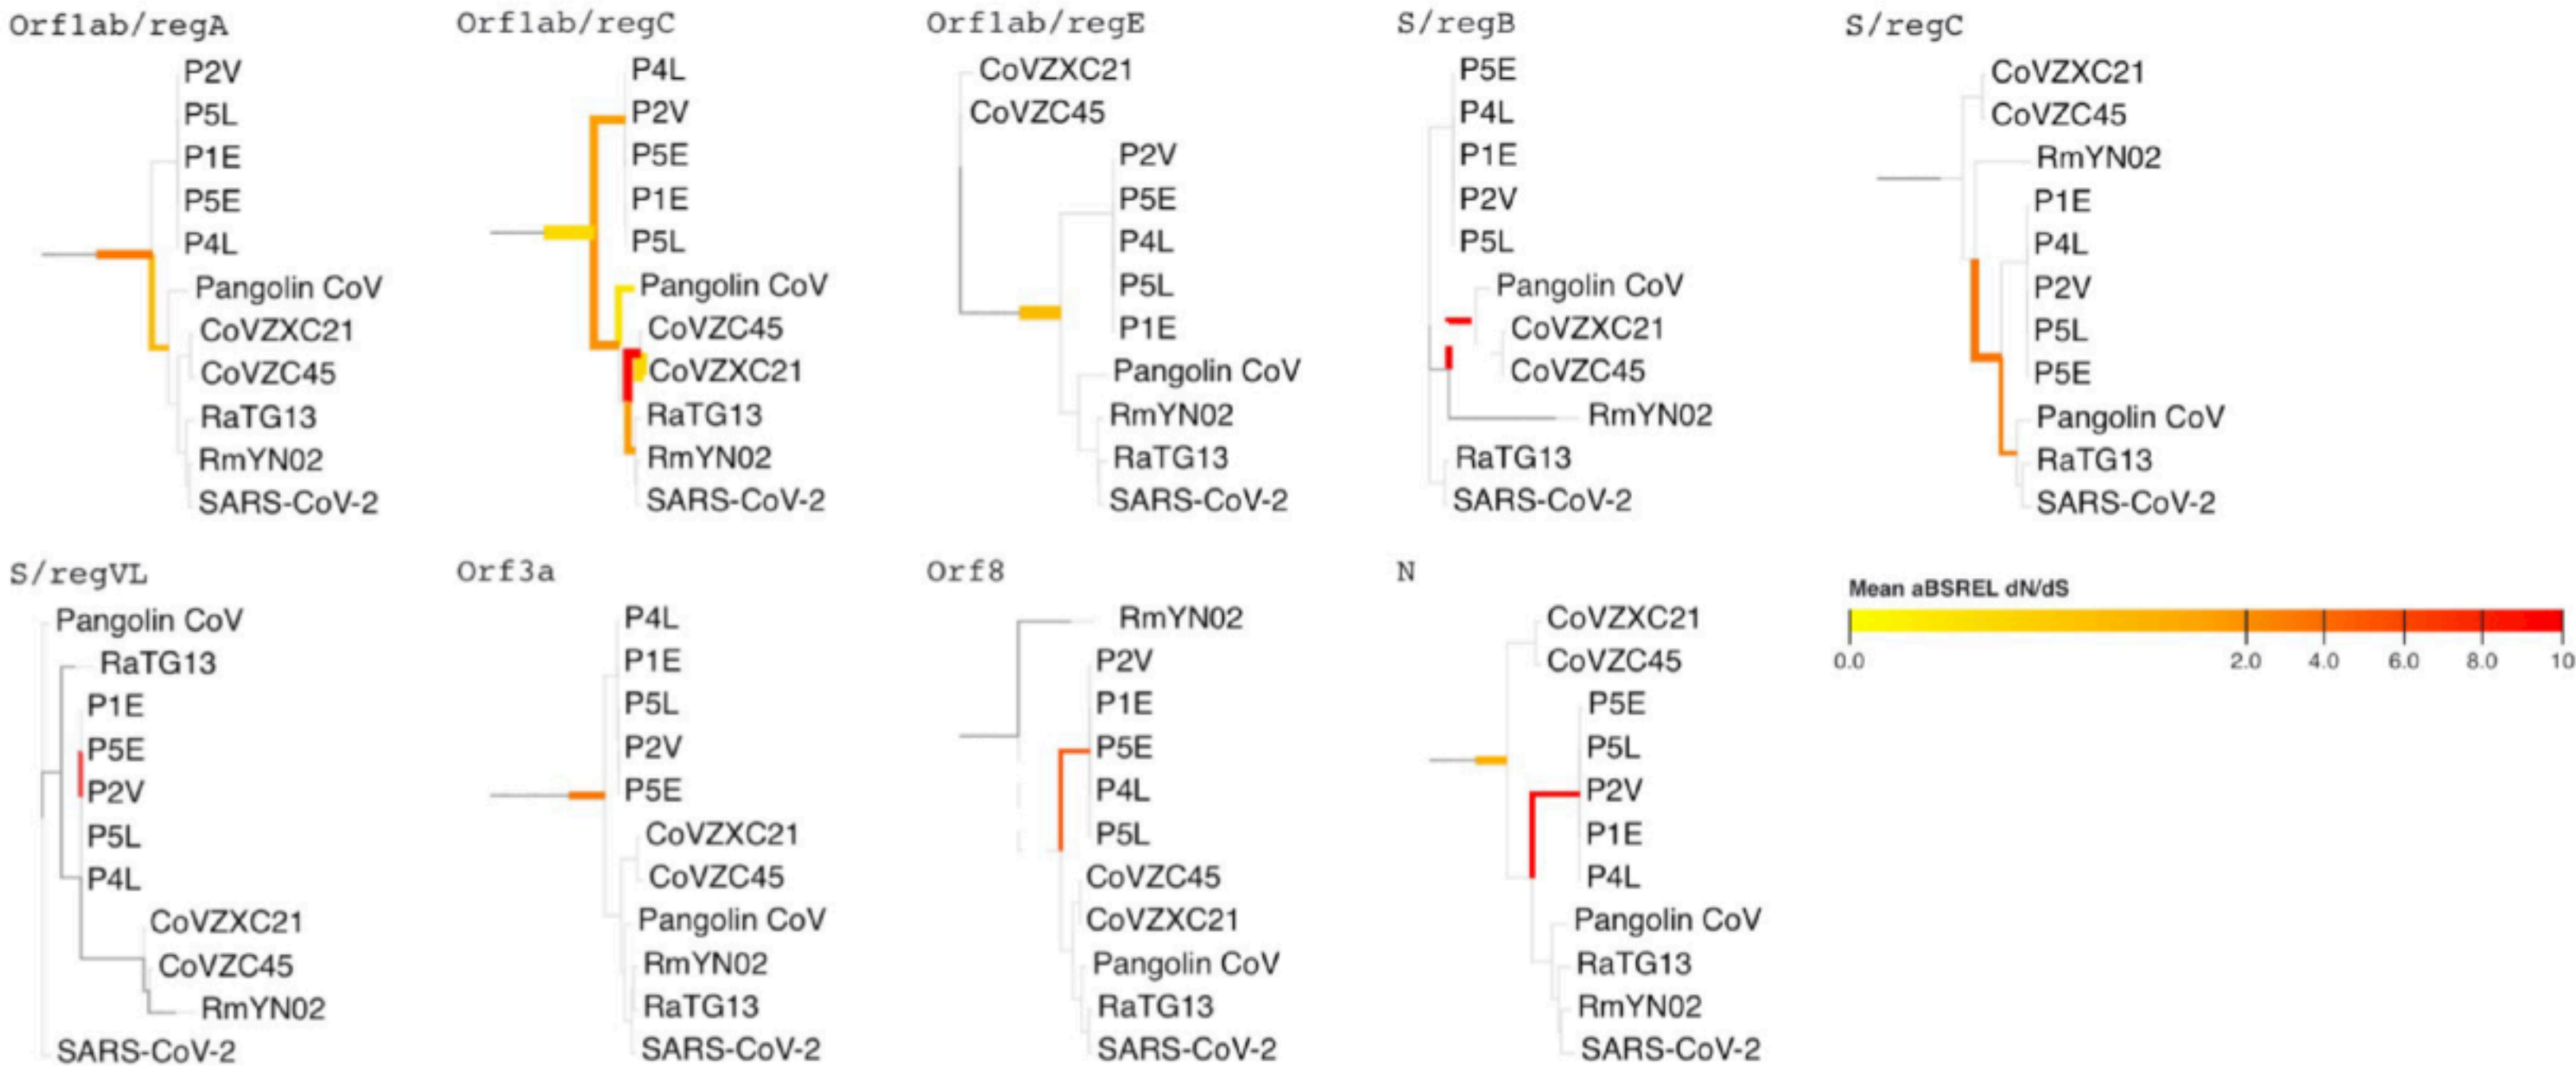 Orf1ab/regA
P2V
P5L
P1E
P5E
P4L
Pangolin CoV
CoVZXC21
CoVZC45
RaTG13
RmYN02
SARS-CoV-2
Orf1ab/regC
P4L
P2V
P5E
P1E
P5L
Pangolin CoV
CoVZC45
CoVZXC21
RaTG13
RmYN02
SARS-CoV-2
Orf1ab/regE
CoVZXC21
CoVZC45
P2V
P5E
P4L
P5L
P1E
Pangolin CoV
RmYN02
RaTG13
SARS-CoV-2
S/regB
P5E
P4L
P1E
P2V
P5L
Pangolin CoV
CoVZXC21
CoVZC45
RmYN02
RaTG13
SARS-CoV-2
S/regC
CoVZXC21
CoVZC45
RmYN02
P1E
P4L
P2V
P5L
P5E
Pangolin CoV
RaTG13
SARS-CoV-2
S/regVL
Pangolin CoV
RaTG13
P1E
P5E
P2V
P5L
P4L
CoVZXC21
CoVZC45
RmYN02
SARS-CoV-2
Orf3a
P4L
P1E
P5L
P2V
P5E
CoVZXC21
CoVZC45
Pangolin CoV
RmYN02
RaTG13
SARS-CoV-2
Orf8
RmYN02
P2V
P1E
P5E
P4L
P5L
CoVZC45
CoVZXC21
Pangolin CoV
RaTG13
SARS-CoV-2
N
CoVZXC21
CoVZC45
P5E
P5L
P2V
P1E
P4L
Pangolin CoV
RaTG13
RmYN02
SARS-CoV-2
Mean aBSREL dN/dS
0.0 2.0 4.0 6.0 8.0 10